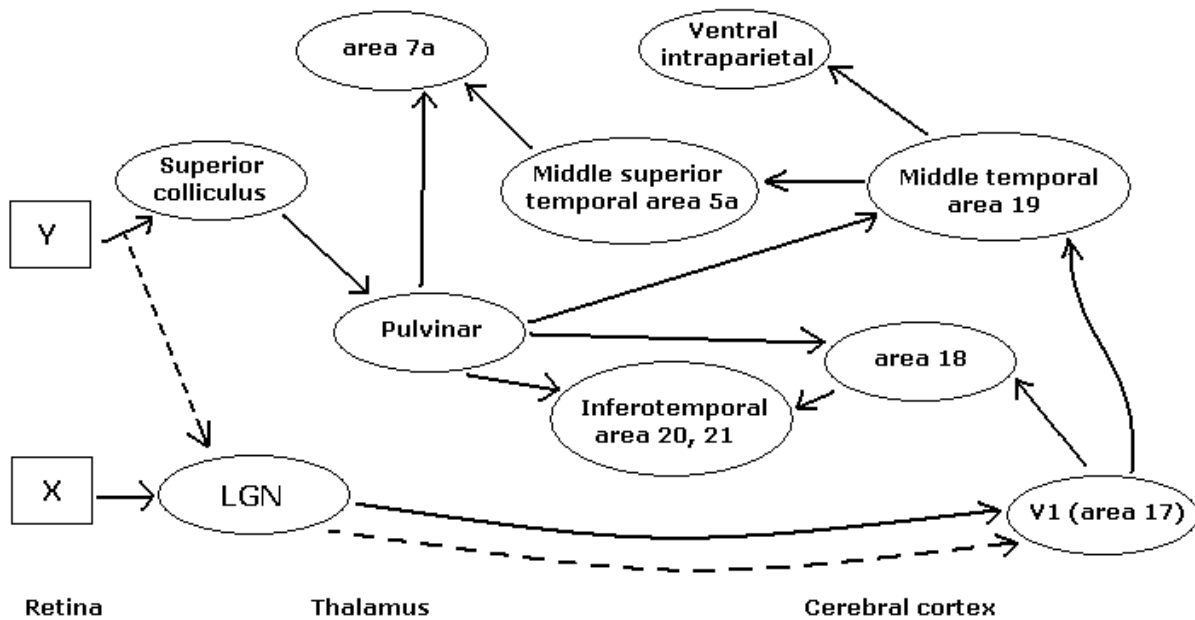 area 7a
Ventral
intraparietal
Superior
colliculus
Middle superior
temporal area 5a
Middle temporal
area 19
Y
Pulvinar
area 18
Inferotemporal
area 20, 21
X
LGN
V1 (area 17)
Retina
Thalamus
Cerebral cortex